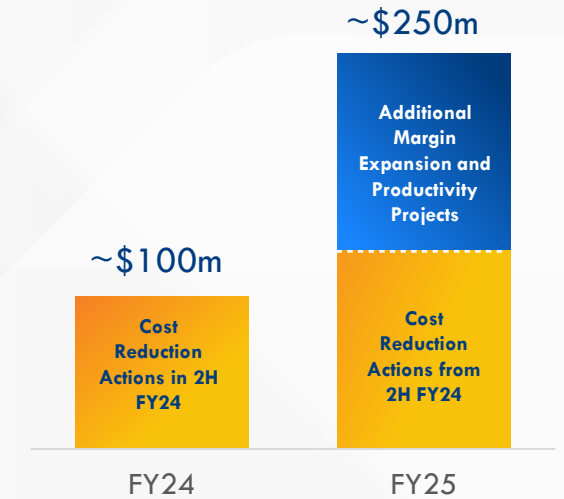 ~$250m
Additional
Margin
Expansion and
Productivity
Projects
~$100m
Cost
Reduction
Actions in 2H
FY24
Cost
Reduction
Actions from
2H FY24
FY24
FY25